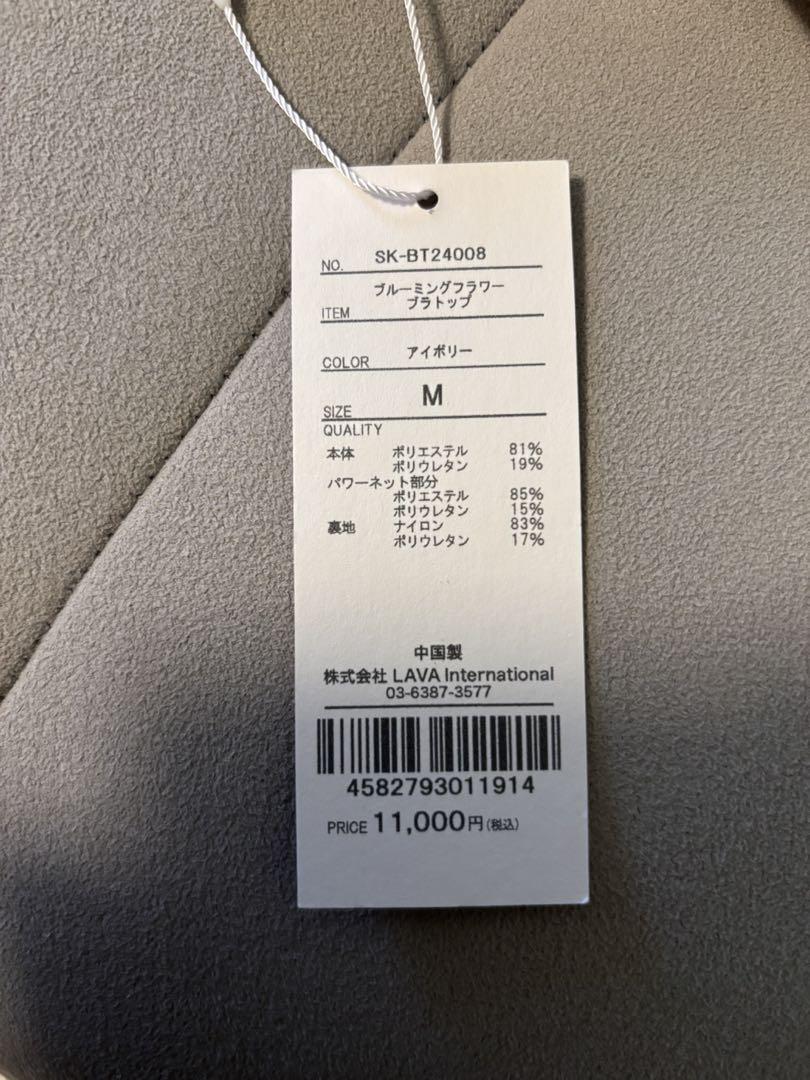 NO. SK-BT24008
ブルーミングフラワー
ITEM ブラトップ
COLOR アイボリー
SIZE M
QUALITY
本体 ポリエステル 81%
ポリウレタン 19%
パワーネット部分
ポリエステル 85%
ポリウレタン 15%
裏地 ナイロン 83%
ポリウレタン 17%
中国製
株式会社 LAVA International
03-6387-3577
4582793011914
PRICE 11,000円(税込)